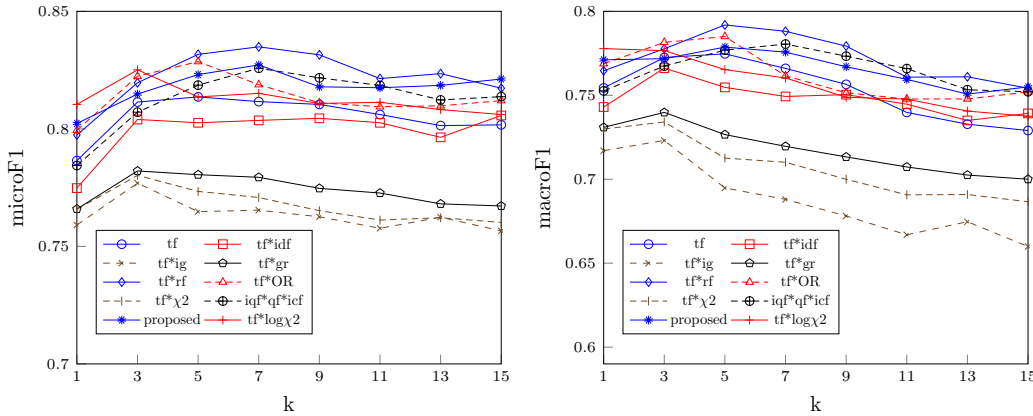 0.85
0.8
0.75
0.7
microF1
1 3 5 7 9 11 13 15
k
tf tf*idf
tf*ig tf*gr
tf*rf tf*OR
tf*χ2 iqf*qf*icf
proposed tf*logχ2
0.8
0.75
0.7
0.65
0.6
macroF1
1 3 5 7 9 11 13 15
k
tf tf*idf
tf*ig tf*gr
tf*rf tf*OR
tf*χ2 iqf*qf*icf
proposed tf*logχ2